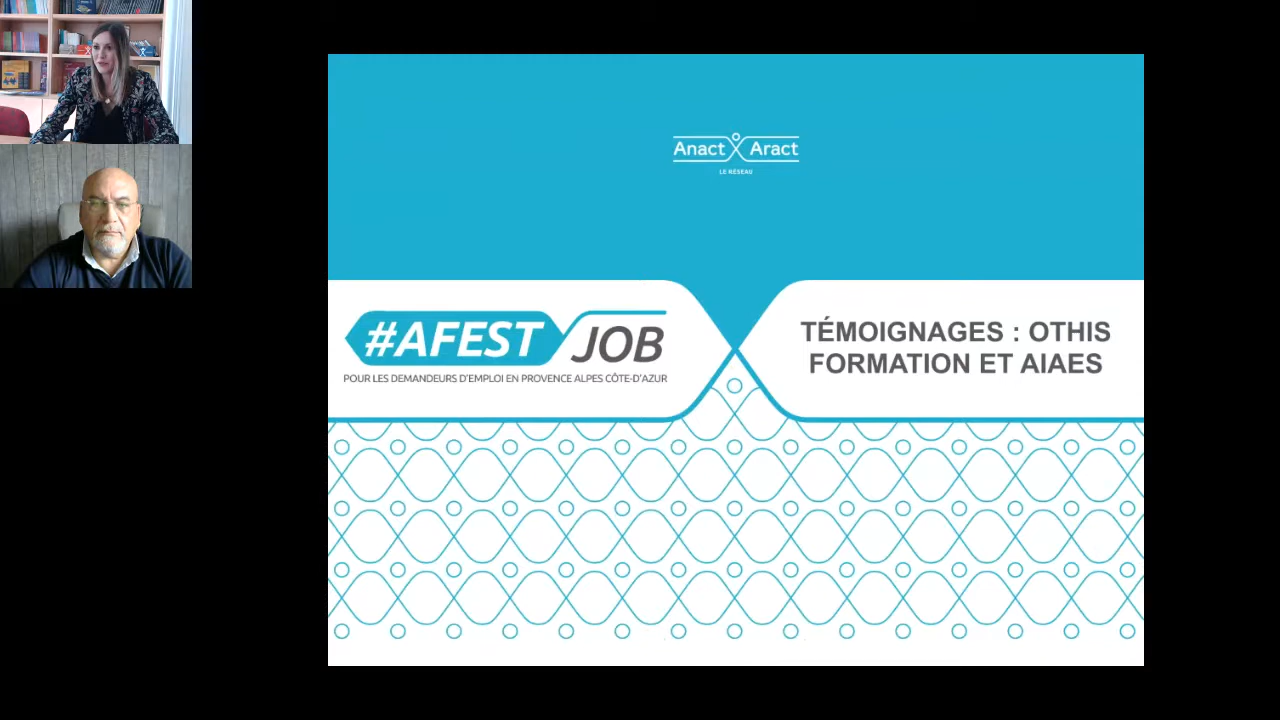 Anact Aract
LE RÉSEAU
#AFEST JOB
POUR LES DEMANDEURS D'EMPLOI EN PROVENCE ALPES CÔTE-D'AZUR
TÉMOIGNAGES : OTHIS
FORMATION ET AIAES